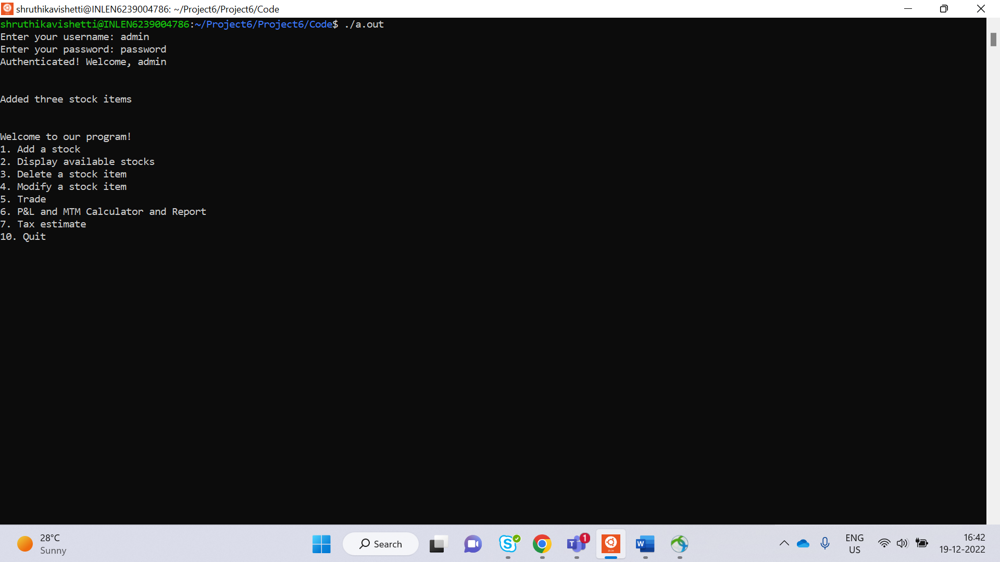 shruthikavishetti@INLEN6239004786: ~/Project6/Project6/Code
shruthikavishetti@INLEN6239004786:~/Project6/Project6/Code$ ./a.out
Enter your username: admin
Enter your password: password
Authenticated! Welcome, admin
Added three stock items
Welcome to our program!
1. Add a stock
2. Display available stocks
3. Delete a stock item
4. Modify a stock item
5. Trade
6. P&L and MTM Calculator and Report
7. Tax estimate
10. Quit
28°C
Sunny
Search
1
ENG
US
16:42
19-12-2022